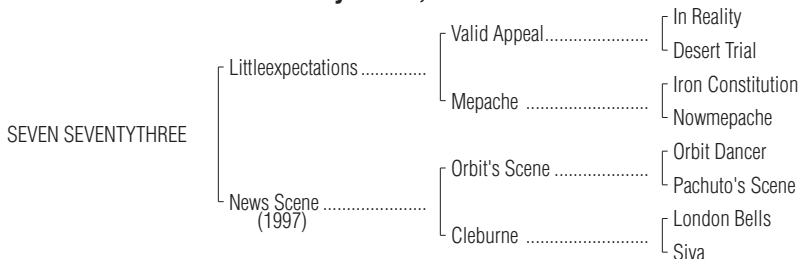 In Reality
Valid Appeal......................
Desert Trial
Littleexpectations..............
Iron Constitution
Mepache ..........................
Nowmepache
SEVEN SEVENTYTHREE
Orbit Dancer
Orbit's Scene ....................
Pachuto's Scene
News Scene......................
(1997)
London Bells
Cleburne ..........................
Siva